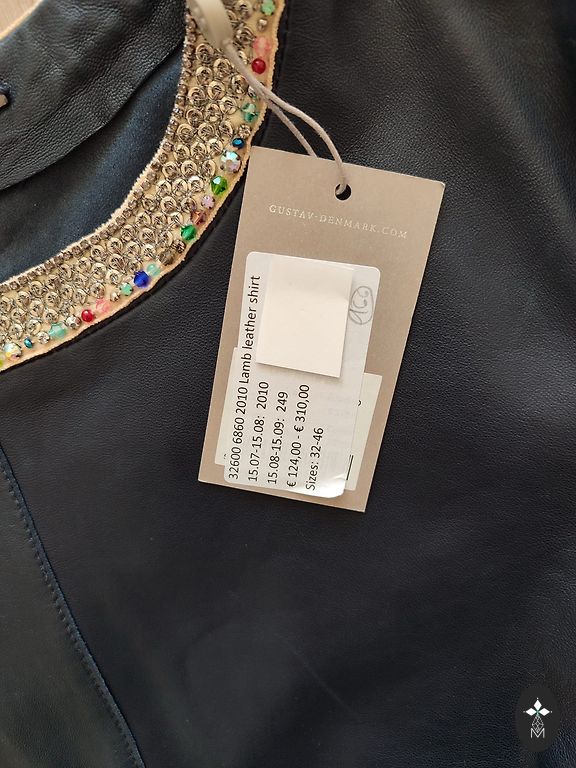 GUSTAV-DENMARK.COM
32600 6860 2010 Lamb leather shirt
15.07-15.08: 2010
15.08-15.09: 249
€ 124,00 - € 310,00
Sizes: 32-46
M